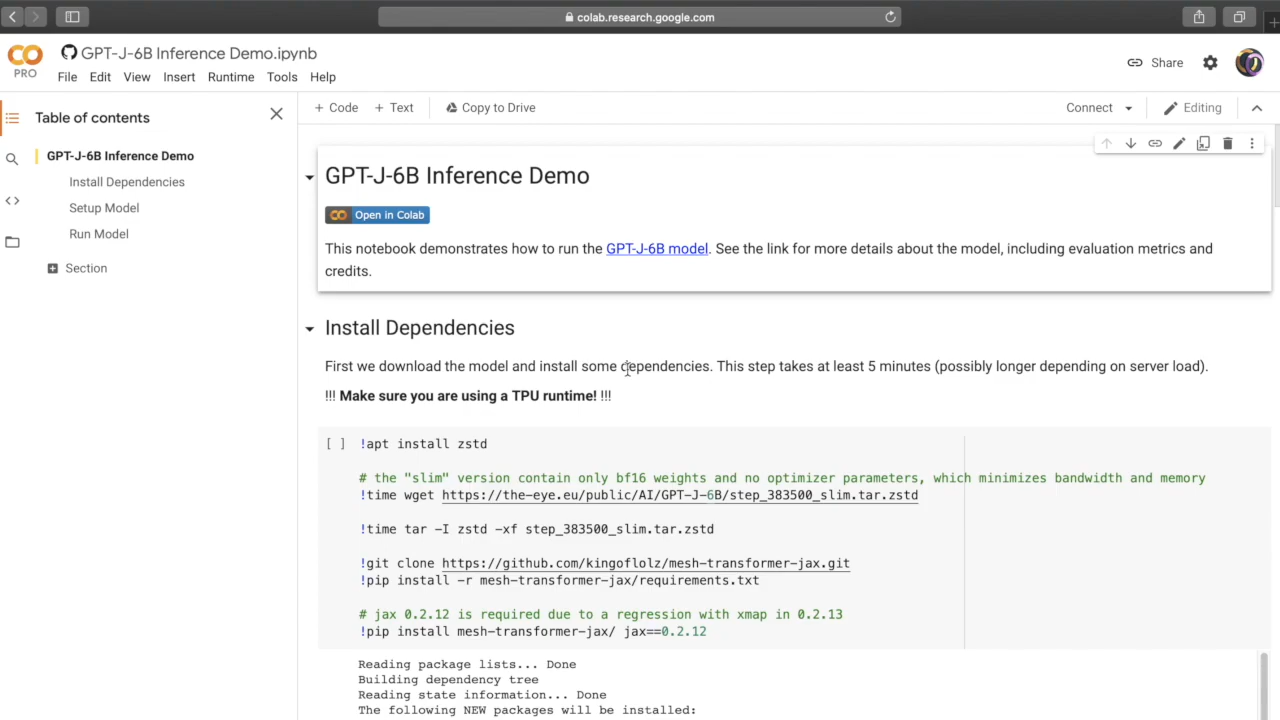 colab.research.google.com
GPT-J-6B Inference Demo.ipynb
PRO
File Edit View Insert Runtime Tools Help
Share
Table of contents
+ Code + Text Copy to Drive
Connect
Editing
GPT-J-6B Inference Demo
Install Dependencies
Setup Model
Run Model
Section
GPT-J-6B Inference Demo
Open in Colab
This notebook demonstrates how to run the GPT-J-6B model. See the link for more details about the model, including evaluation metrics and
credits.
Install Dependencies
First we download the model and install some dependencies. This step takes at least 5 minutes (possibly longer depending on server load).
!!! Make sure you are using a TPU runtime! !!!
[ ] !apt install zstd
# the "slim" version contain only bf16 weights and no optimizer parameters, which minimizes bandwidth and memory
!time wget https://the-eye.eu/public/AI/GPT-J-6B/step_383500_slim.tar.zstd
!time tar -I zstd -xf step_383500_slim.tar.zstd
!git clone https://github.com/kingoflolz/mesh-transformer-jax.git
!pip install -r mesh-transformer-jax/requirements.txt
# jax 0.2.12 is required due to a regression with xmap in 0.2.13
!pip install mesh-transformer-jax/ jax==0.2.12
Reading package lists... Done
Building dependency tree
Reading state information... Done
The following NEW packages will be installed: